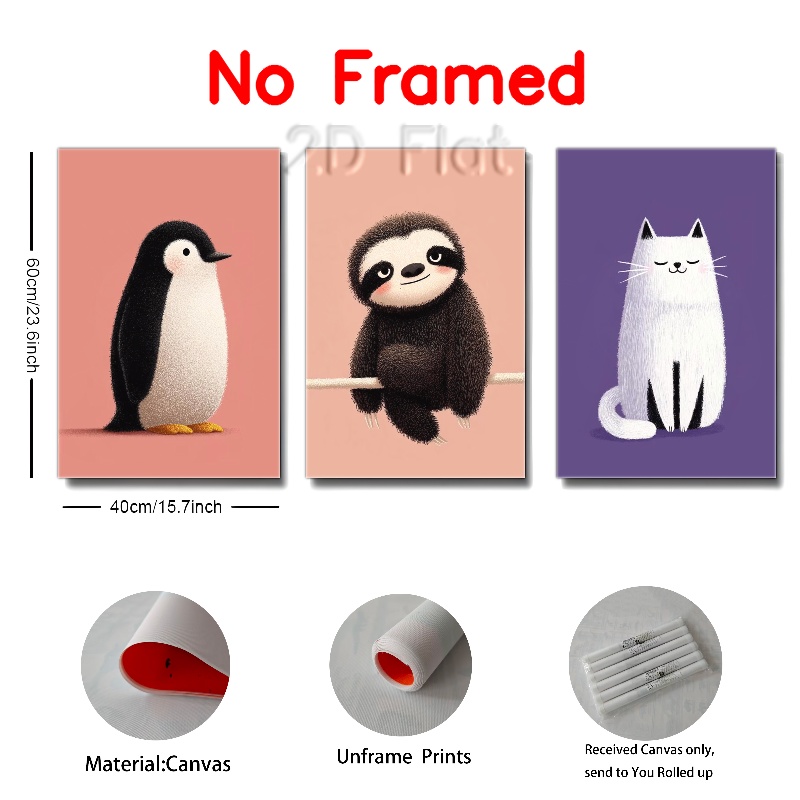 No Framed
2D Flat
60cm/23.6inch
40cm/15.7inch
Material:Canvas
Unframe Prints
Received Canvas only,
send to You Rolled up